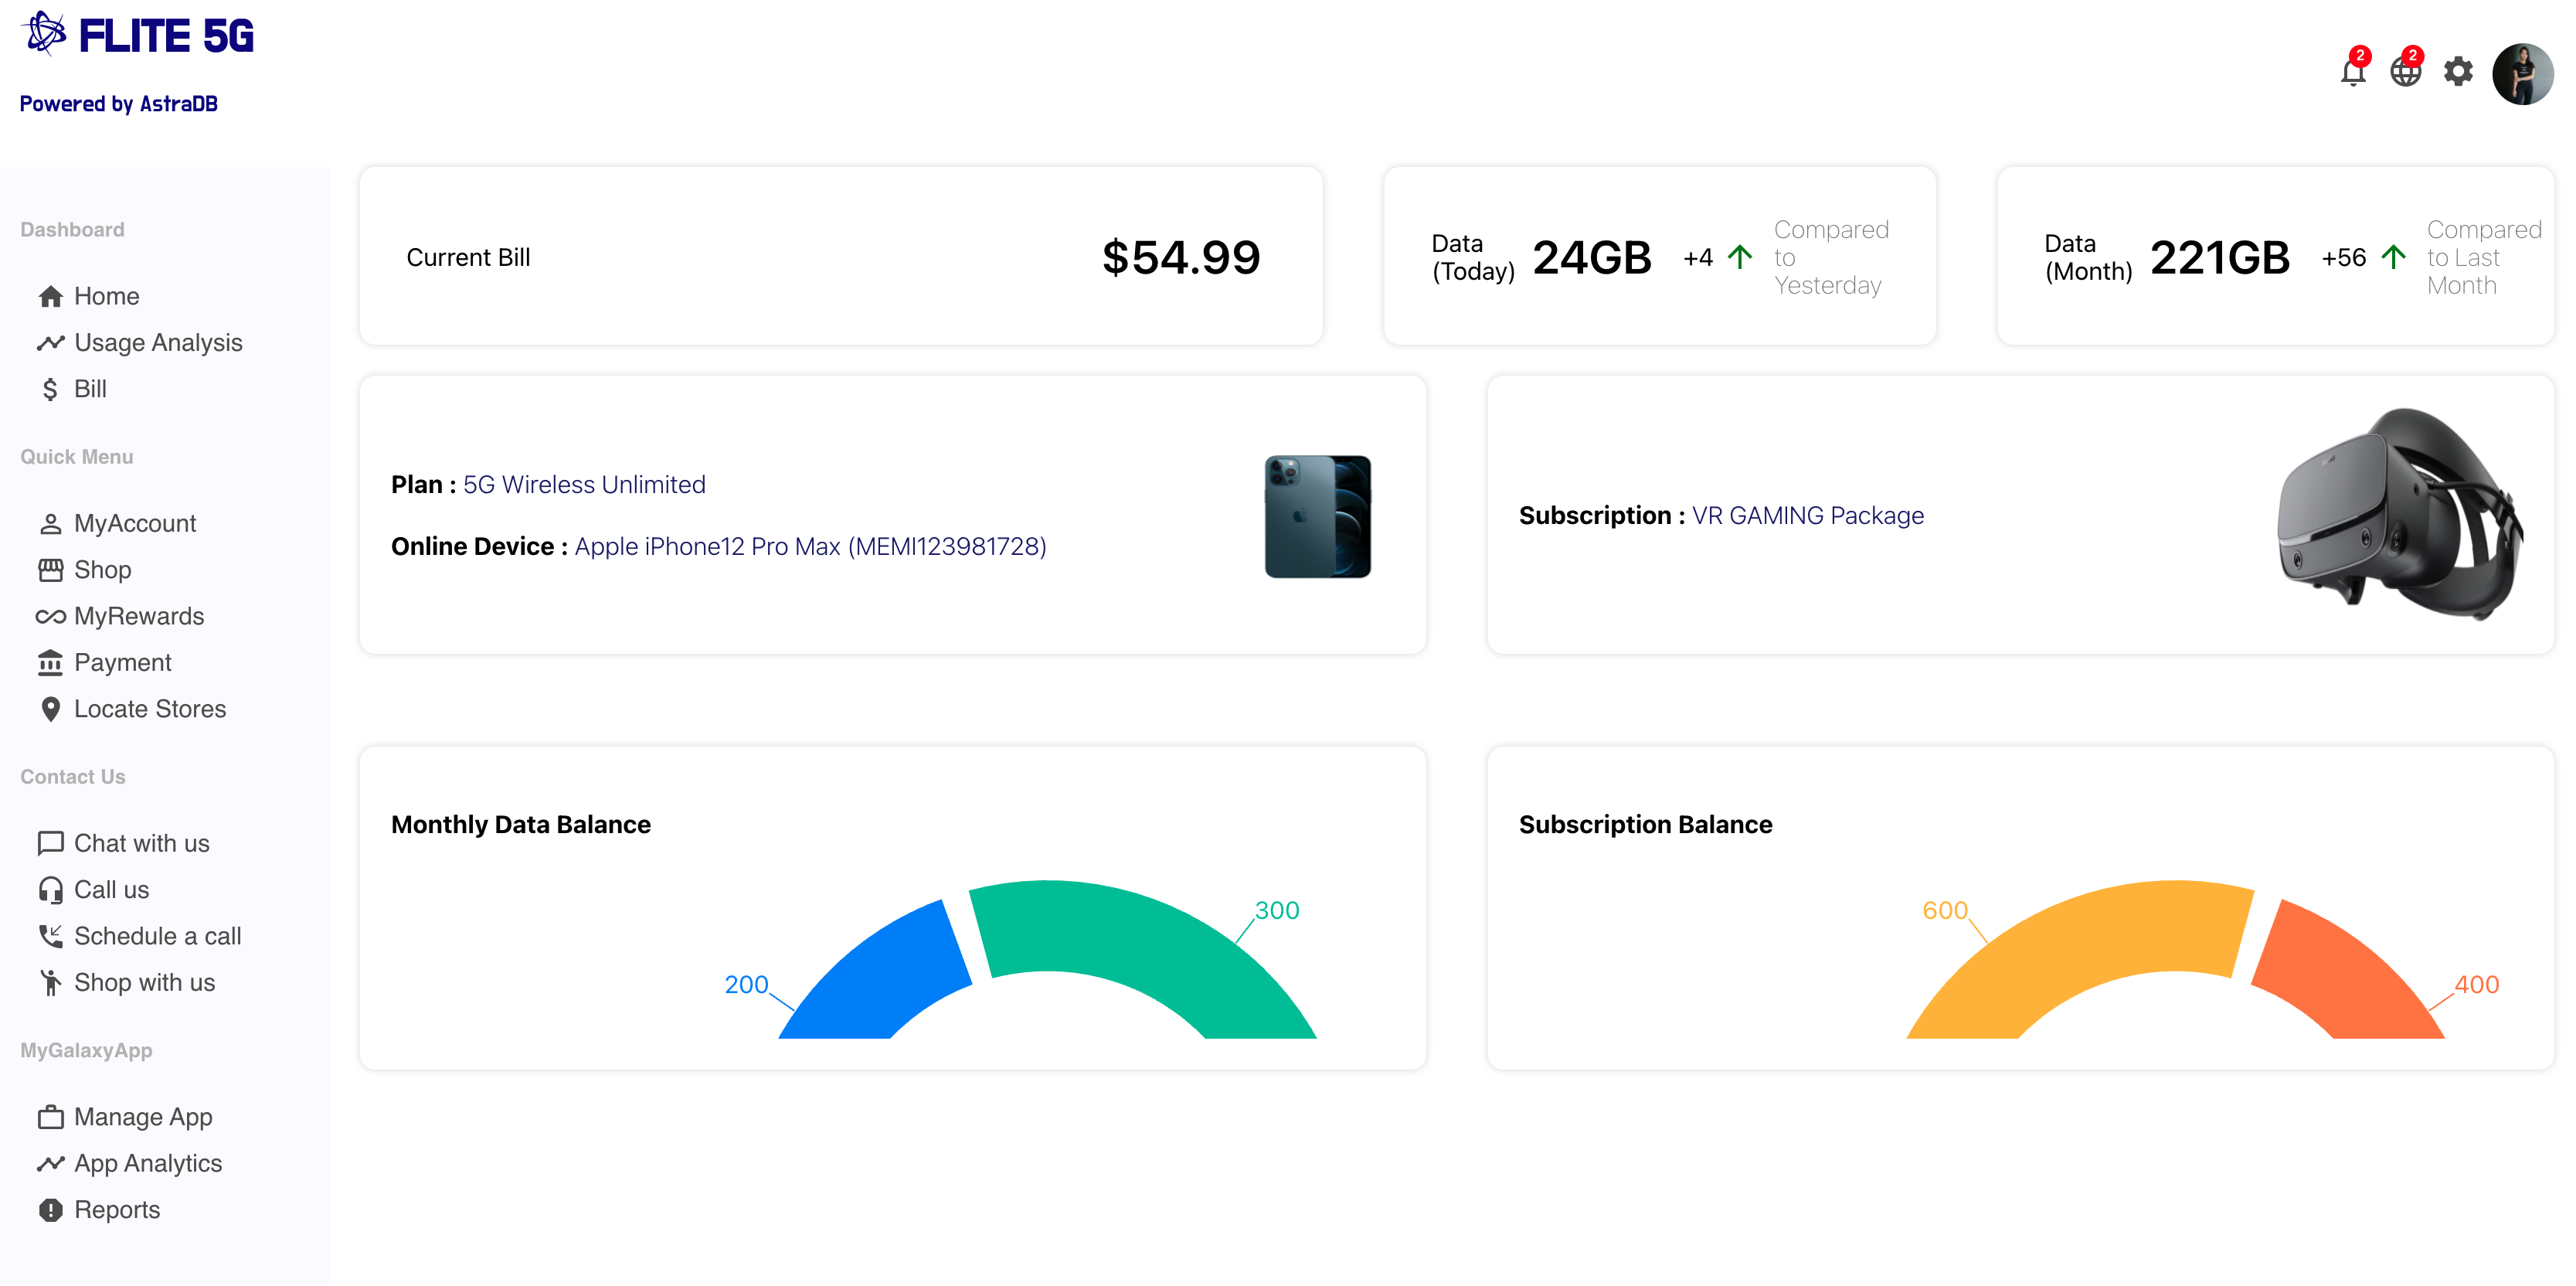 FLITE 5G
Powered by AstraDB
2
2
Dashboard
Home
Usage Analysis
Bill
Quick Menu
MyAccount
Shop
MyRewards
Payment
Locate Stores
Contact Us
Chat with us
Call us
Schedule a call
Shop with us
MyGalaxyApp
Manage App
App Analytics
Reports
Current Bill
$54.99
Data
(Today)
24GB
+4
Compared
to
Yesterday
Data
(Month)
221GB
+56
Compared
to Last
Month
Plan : 5G Wireless Unlimited
Online Device : Apple iPhone12 Pro Max (MEMI123981728)
Subscription : VR GAMING Package
Monthly Data Balance
200
300
Subscription Balance
600
400